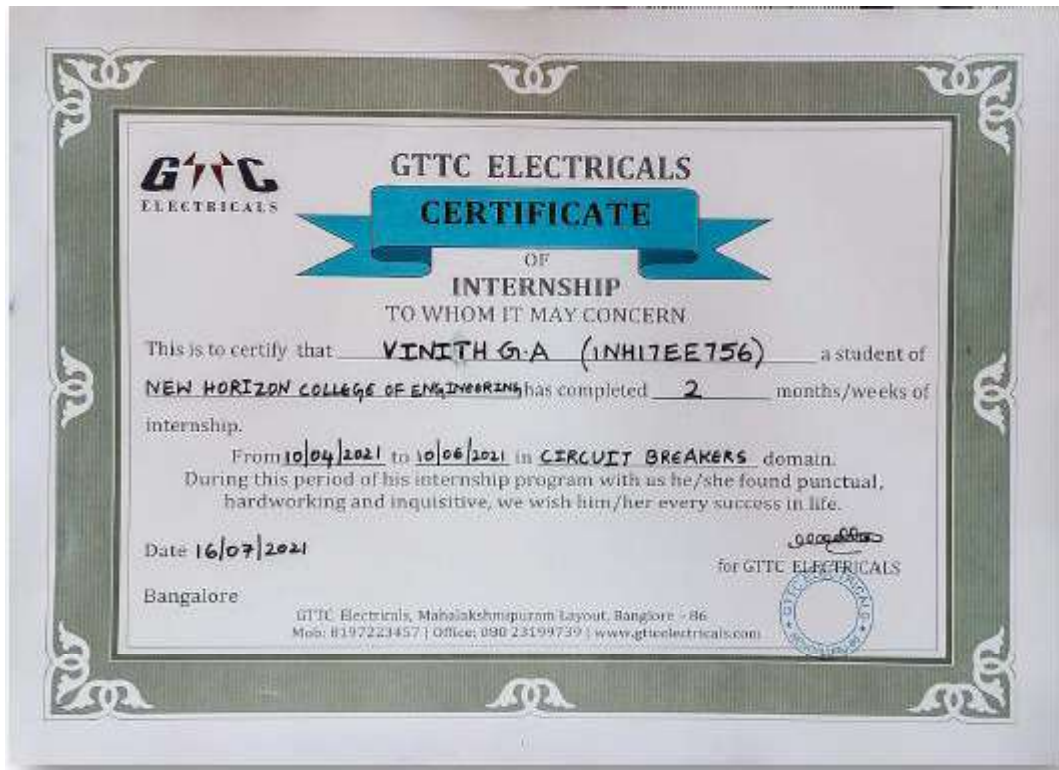 GTTC
ELECTRICALS
GTTC ELECTRICALS
CERTIFICATE
OF
INTERNSHIP
TO WHOM IT MAY CONCERN
This is to certify that VINITH G.A (1NH17EE756) a student of
NEW HORIZON COLLEGE OF ENGINEERING has completed 2 months/weeks of
internship.
From 10/04/2021 to 10/06/2021 in CIRCUIT BREAKERS domain.
During this period of his internship program with us he/she found punctual,
hardworking and inquisitive, we wish him/her every success in life.
Date 16/07/2021
for GTTC ELECTRICALS
Bangalore
GTTC Electricals, Mahalakshmipuram Layout, Banglore - 86
Mob: 8197223457 | Office: 080 23199739 | www.gttcelectricals.com
GTTC ELECTRICALS